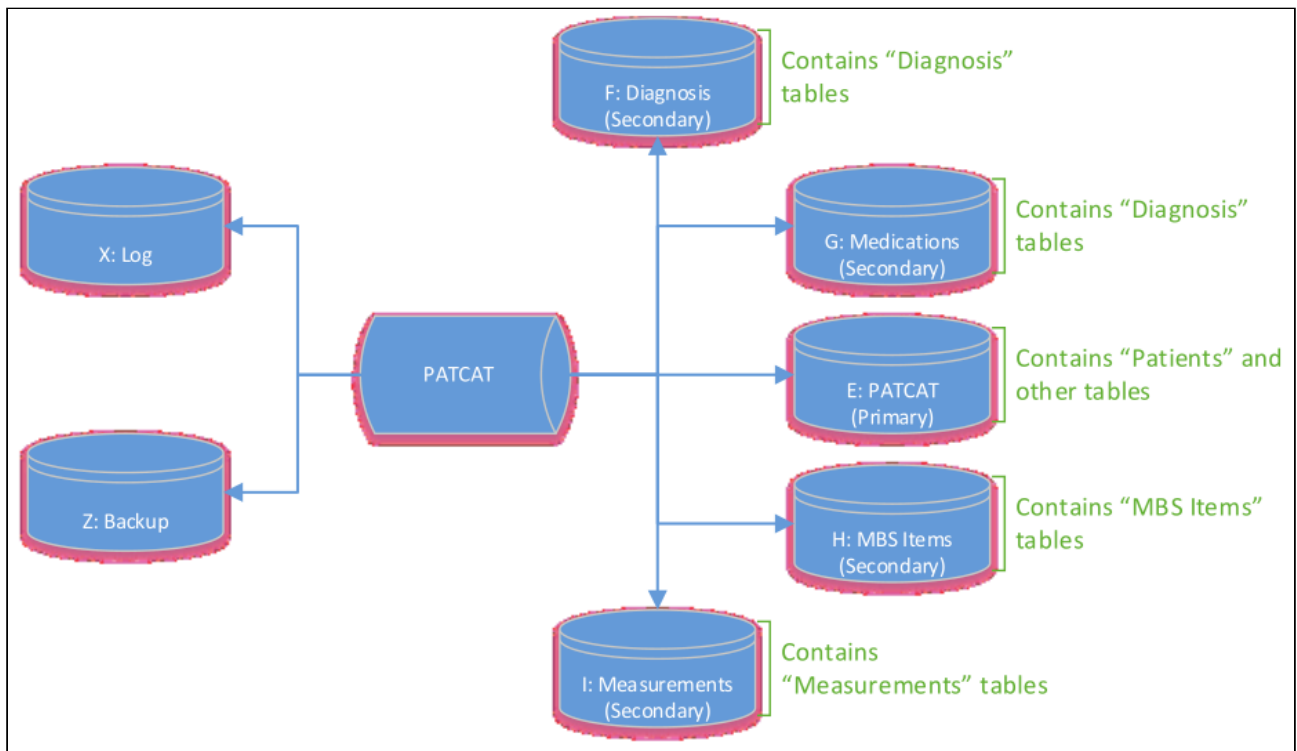 F: Diagnosis
(Secondary)
Contains “Diagnosis”
tables
X: Log
G: Medications
(Secondary)
Contains “Diagnosis”
tables
PATCAT
E: PATCAT
(Primary)
Contains “Patients” and
other tables
Z: Backup
H: MBS Items
(Secondary)
Contains “MBS Items”
tables
I: Measurements
(Secondary)
Contains
“Measurements” tables